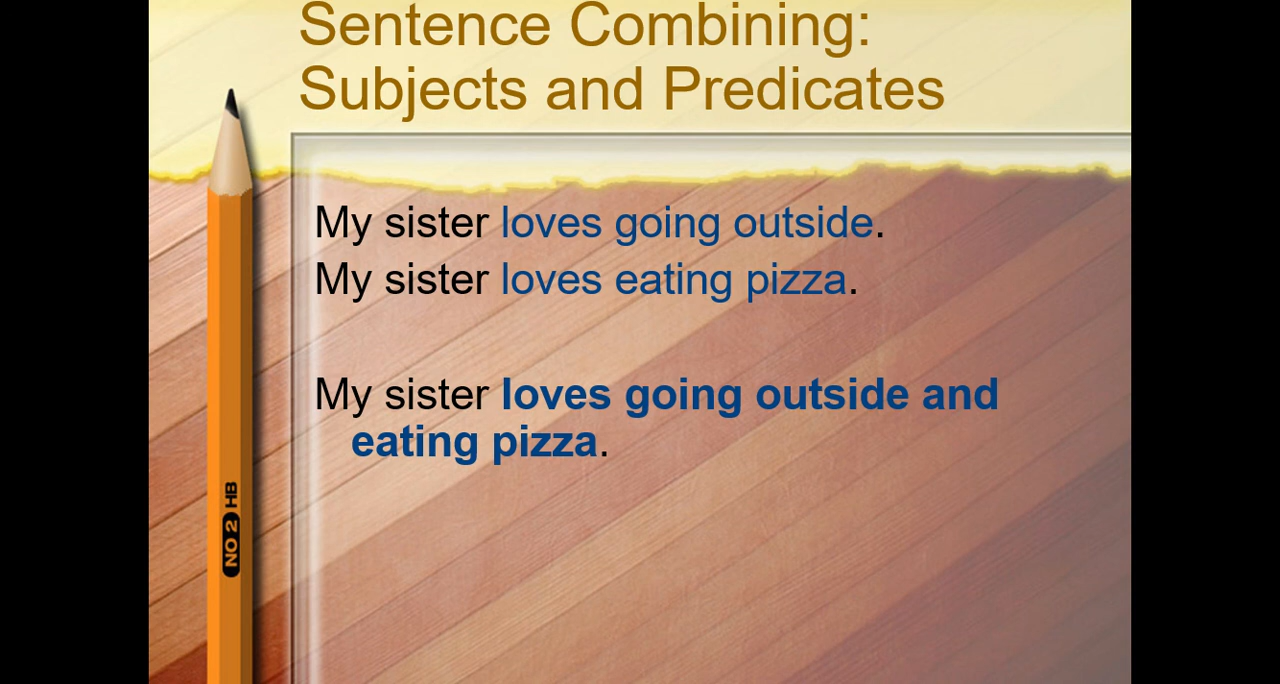 Sentence Combining:
Subjects and Predicates
My sister loves going outside.
My sister loves eating pizza.
My sister loves going outside and
eating pizza.
NO 2 HB